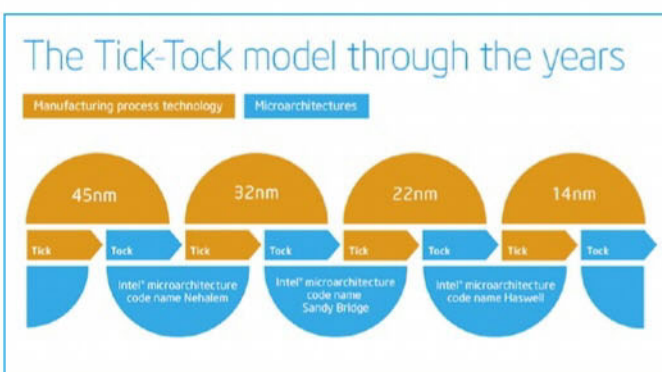 The Tick-Tock model through the years
Manufacturing process technology
Microarchitectures
45nm
32nm
22nm
14nm
Tick
Tock
Tick
Tock
Tick
Tock
Tick
Tock
Intel® microarchitecture
code name Nehalem
Intel® microarchitecture
code name
Sandy Bridge
Intel® microarchitecture
code name Haswell